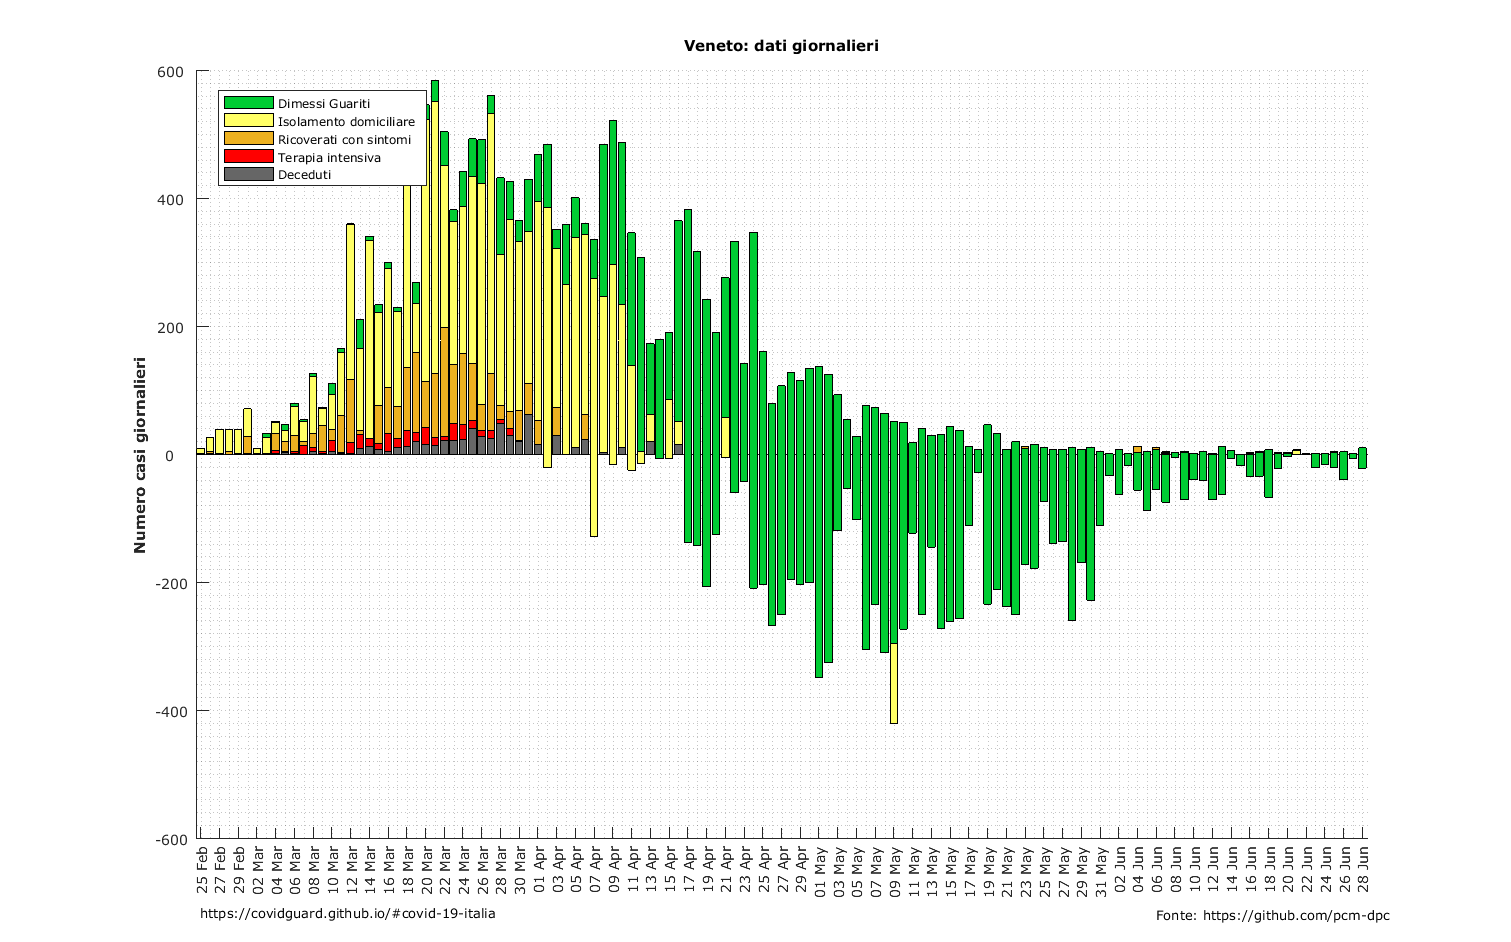 Veneto: dati giornalieri
600
400
200
0
-200
-400
-600
Numero casi giornalieri
Dimessi Guariti
Isolamento domiciliare
Ricoverati con sintomi
Terapia intensiva
Deceduti
25 Feb
27 Feb
29 Feb
02 Mar
04 Mar
06 Mar
08 Mar
10 Mar
12 Mar
14 Mar
16 Mar
18 Mar
20 Mar
22 Mar
24 Mar
26 Mar
28 Mar
30 Mar
01 Apr
03 Apr
05 Apr
07 Apr
09 Apr
11 Apr
13 Apr
15 Apr
17 Apr
19 Apr
21 Apr
23 Apr
25 Apr
27 Apr
29 Apr
01 May
03 May
05 May
07 May
09 May
11 May
13 May
15 May
17 May
19 May
21 May
23 May
25 May
27 May
29 May
31 May
02 Jun
04 Jun
06 Jun
08 Jun
10 Jun
12 Jun
14 Jun
16 Jun
18 Jun
20 Jun
22 Jun
24 Jun
26 Jun
28 Jun
https://covidguard.github.io/#covid-19-italia
Fonte: https://github.com/pcm-dpc